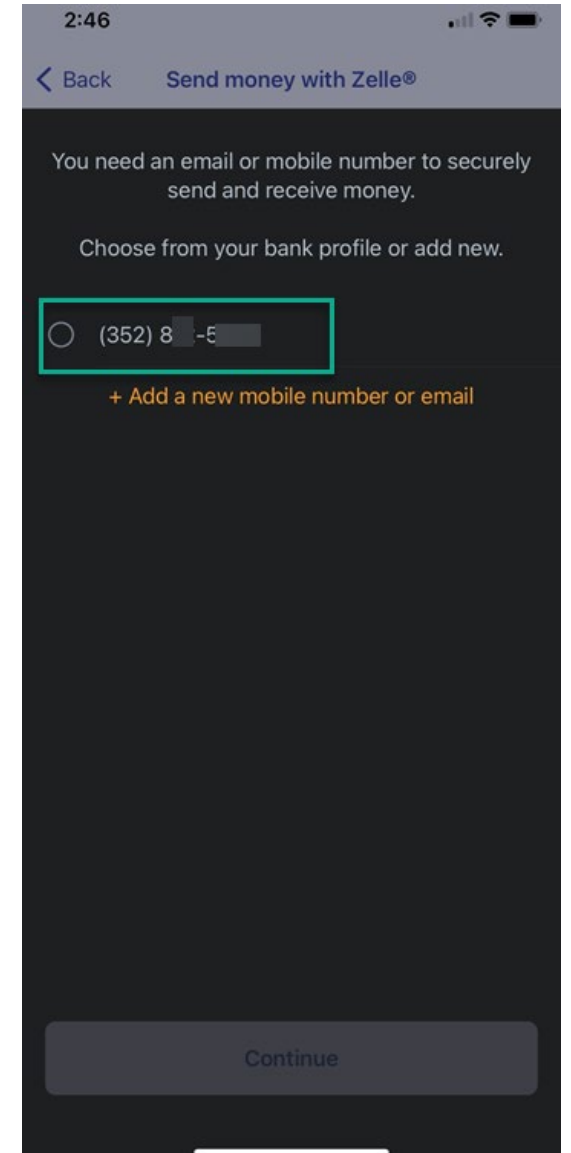 2:46
Back Send money with Zelle®
You need an email or mobile number to securely
send and receive money.
Choose from your bank profile or add new.
(352) 8 -5
+ Add a new mobile number or email
Continue